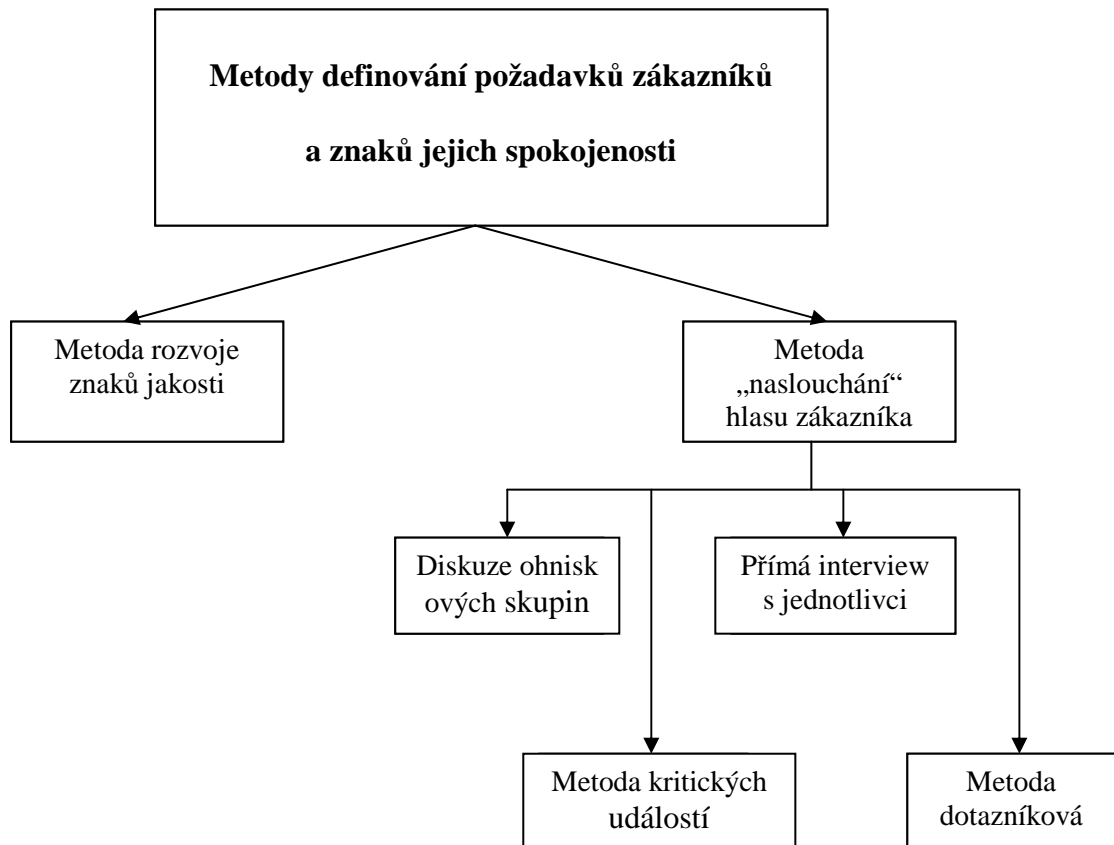 Metody definování požadavků zákazníků
a znaků jejich spokojenosti
Metoda rozvoje
znaků jakosti
Metoda
„naslouchání“
hlasu zákazníka
Diskuze ohnisk
ových skupin
Přímá interview
s jednotlivci
Metoda kritických
událostí
Metoda
dotazníková